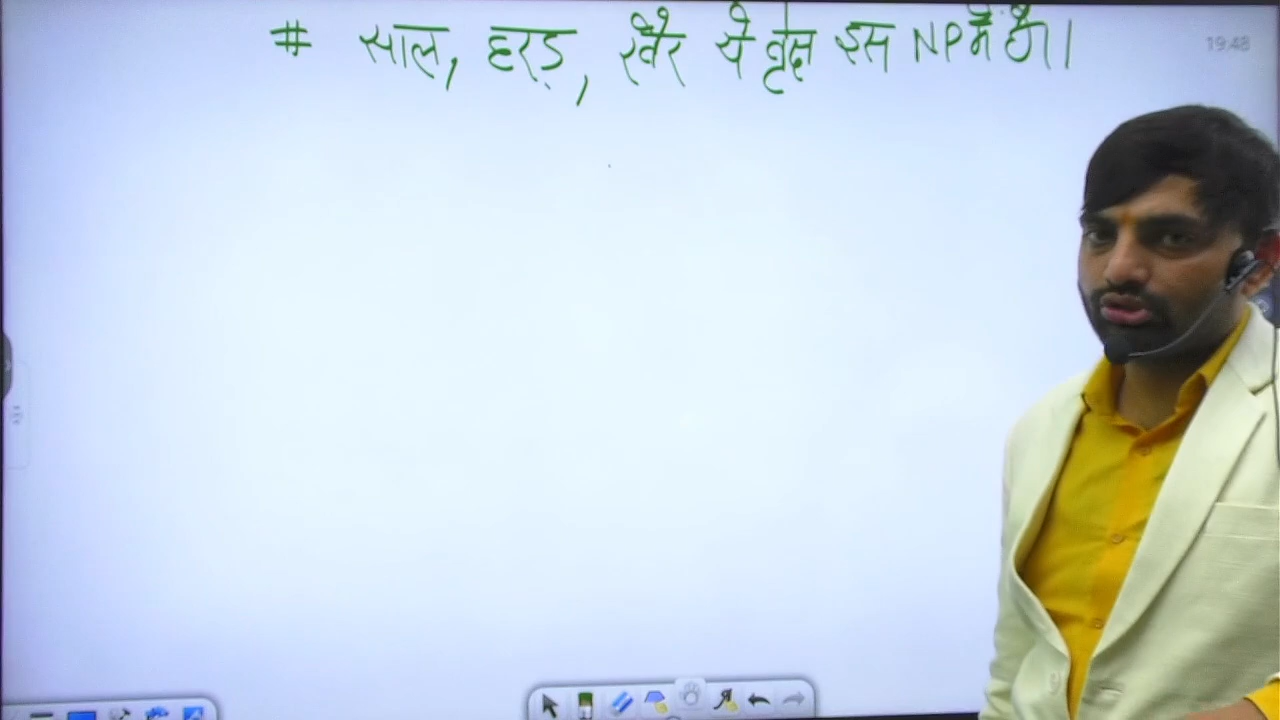 # साल, हरड़, खैर ये वृक्ष इस NP में है।
19:48